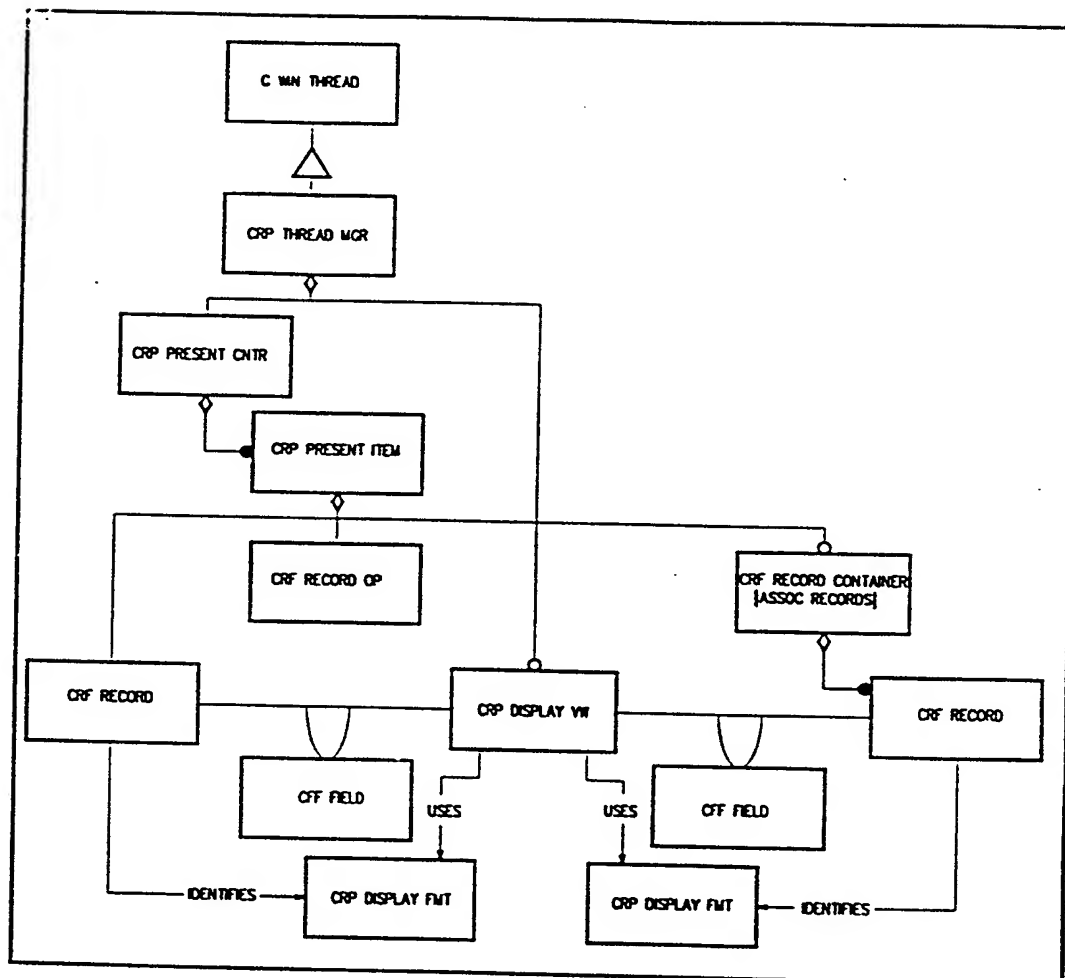 C WIN THREAD
CRP THREAD MGR
CRP PRESENT CNTR
CRP PRESENT ITEM
CRF RECORD OP
CRF RECORD CONTAINER
|ASSOC RECORDS|
CRF RECORD
CRP DISPLAY VW
CRF RECORD
CFF FIELD
USES
USES
CFF FIELD
CRP DISPLAY FMT
CRP DISPLAY FMT
IDENTIFIES
IDENTIFIES